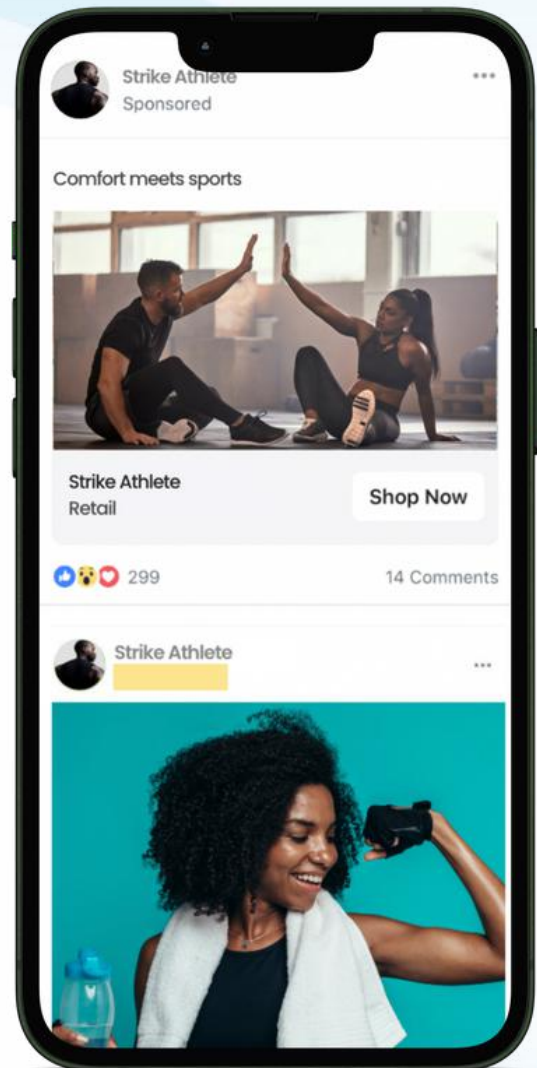 Strike Athlete
Sponsored
Comfort meets sports
Strike Athlete
Retail
Shop Now
299
14 Comments
Strike Athlete